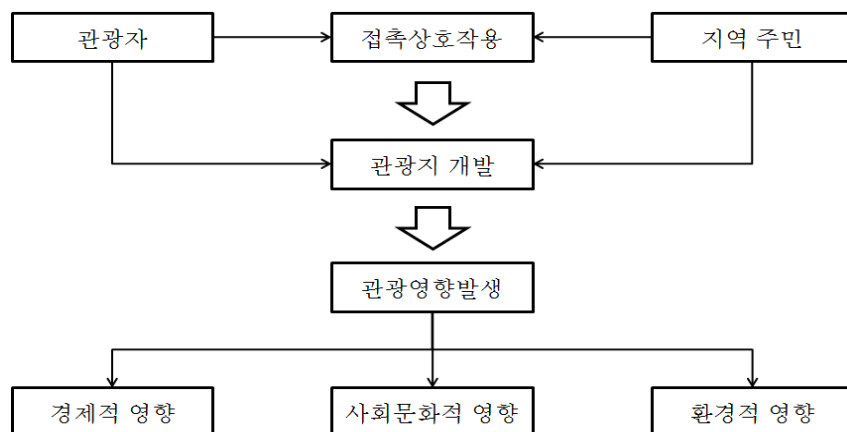 관광자
접촉상호작용
지역 주민
관광지 개발
관광영향발생
경제적 영향
사회문화적 영향
환경적 영향